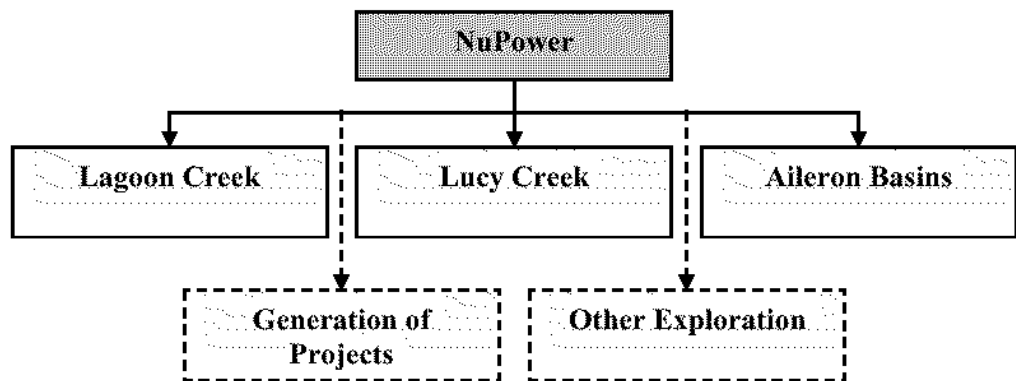 NuPower
Lagoon Creek
Lucy Creek
Aileron Basins
Generation of
Projects
Other Exploration